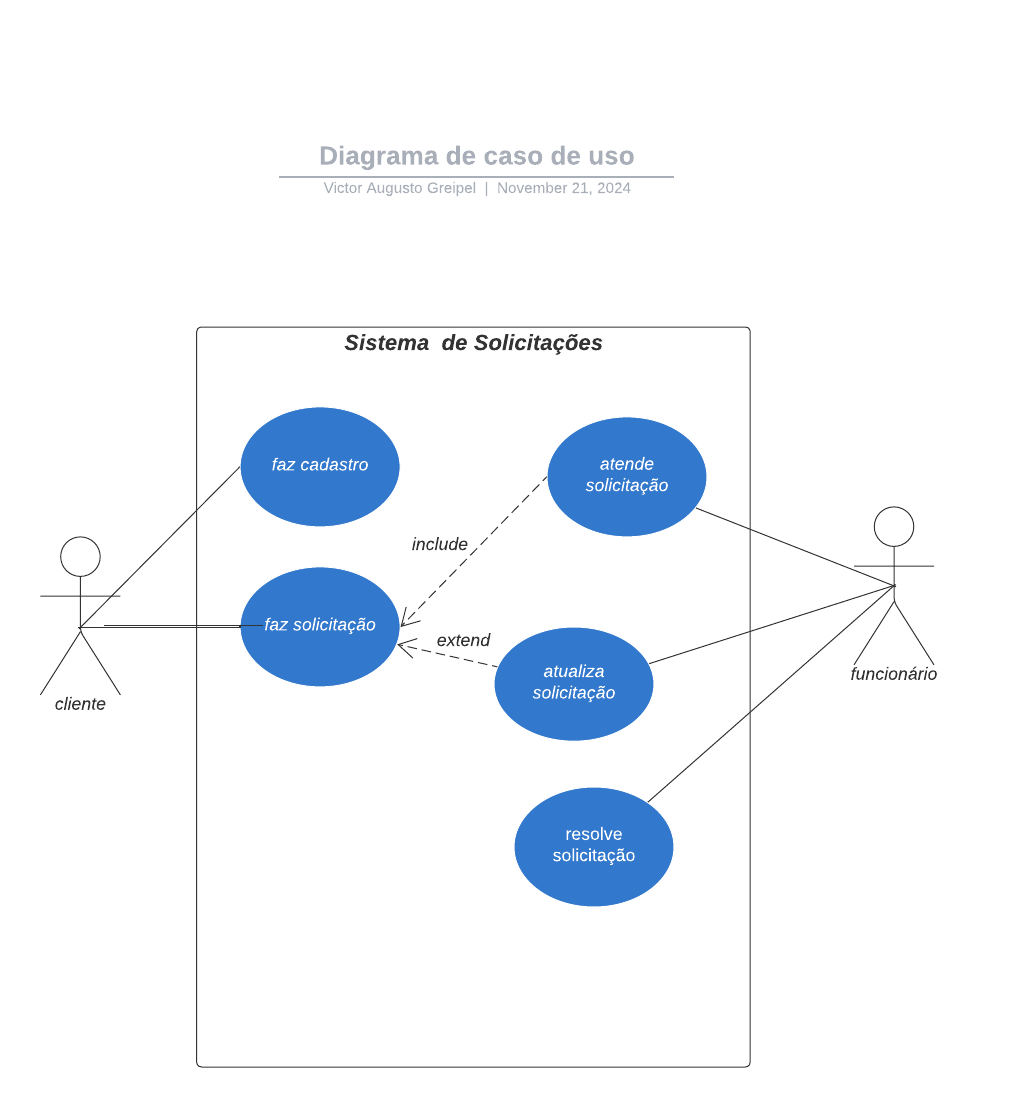 Diagrama de caso de uso
Victor Augusto Greipel | November 21, 2024
Sistema de Solicitações
faz cadastro
atende
solicitação
include
faz solicitação
extend
atualiza
solicitação
funcionário
cliente
resolve
solicitação